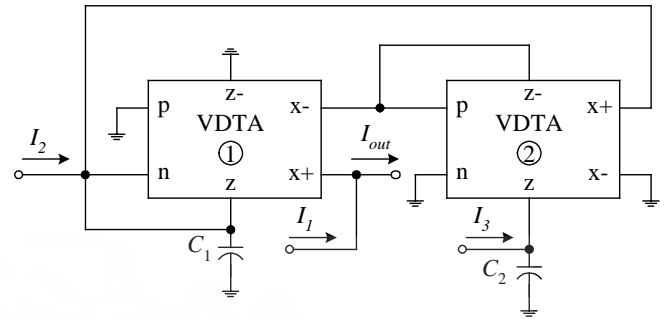 z-
p
x-
VDTA
1
n
x+
z
z-
p
x+
VDTA
2
n
x-
z
I2
Iout
I1
I3
C1
C2